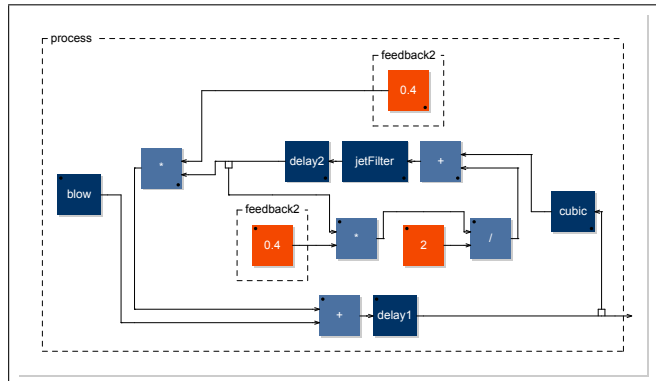 process
feedback2
0.4
*
delay2
jetFilter
+
blow
cubic
feedback2
0.4
*
2
/
+
delay1